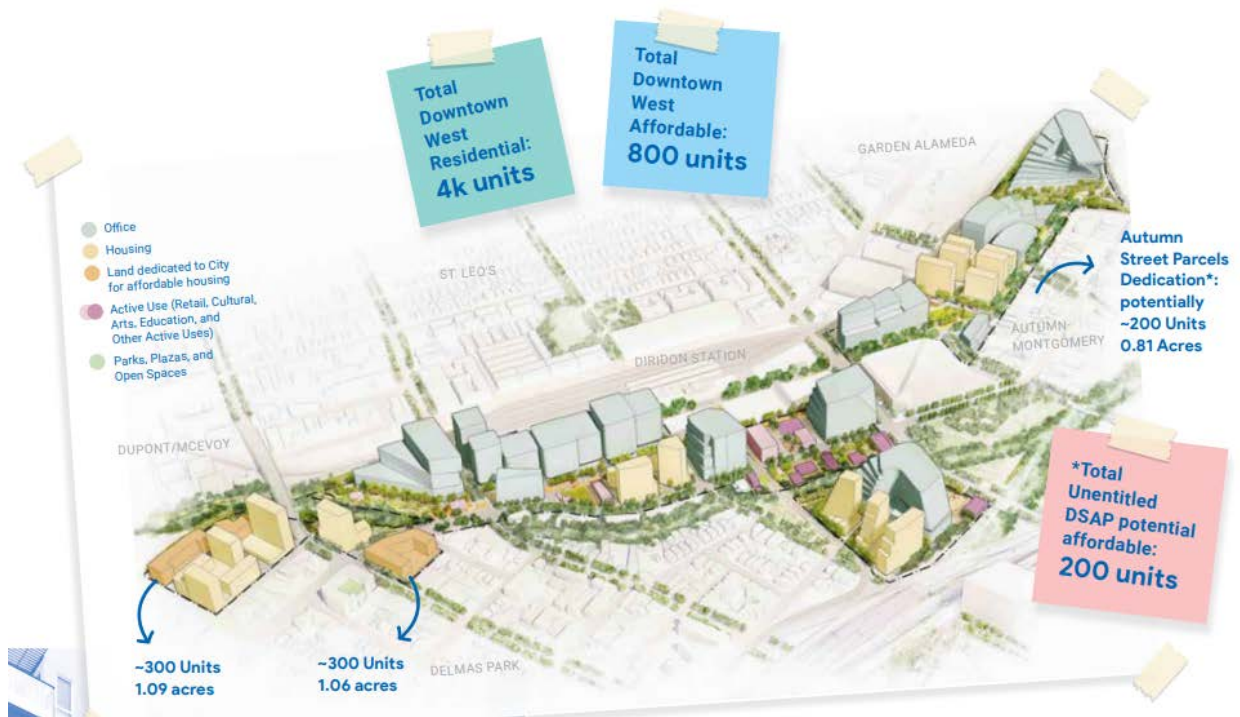 Total
Downtown
West
Residential:
4k units
Total
Downtown
West
Affordable:
800 units
GARDEN ALAMEDA
Office
Housing
Land dedicated to City
for affordable housing
Active Use (Retail, Cultural,
Arts, Education, and
Other Active Uses)
Parks, Plazas, and
Open Spaces
ST. LEO'S
Autumn
Street Parcels
Dedication*:
potentially
~200 Units
0.81 Acres
AUTUMN-
MONTGOMERY
DIRIDON STATION
DUPONT/MCEVOY
*Total
Unentitled
DSAP potential
affordable:
200 units
~300 Units
1.09 acres
~300 Units
1.06 acres
DELMAS PARK